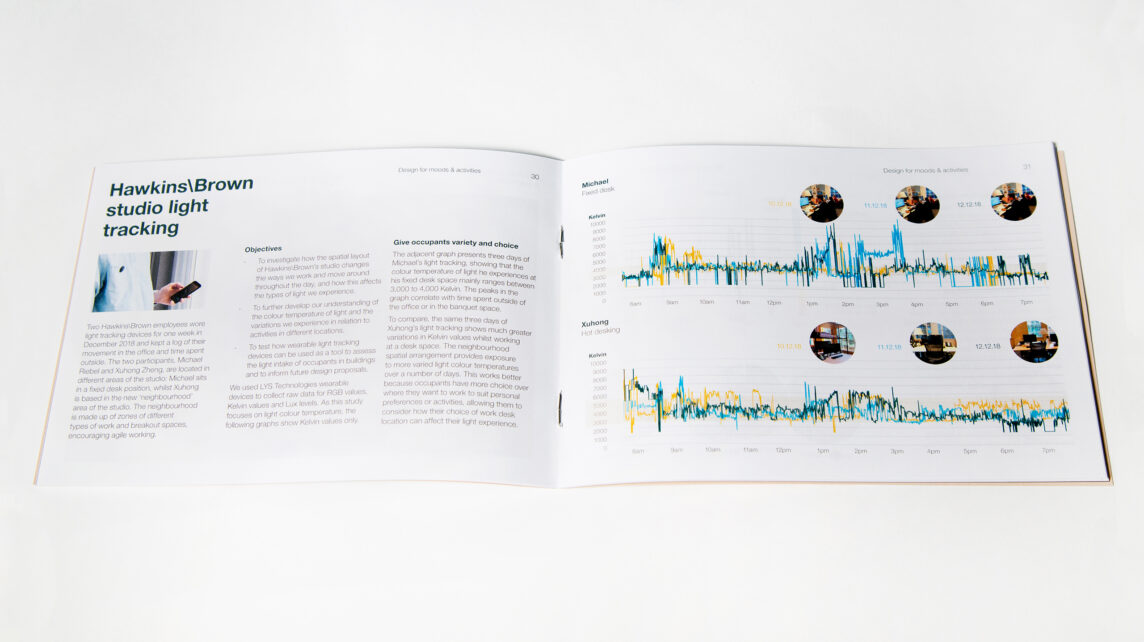 Design for moods & activities
30
Hawkins\Brown
studio light
tracking
Two Hawkins\Brown employees wore
light tracking devices for one week in
December 2018 and kept a log of their
movement in the office and time spent
outside. The two participants, Michael
Riebel and Xuhong Zheng, are located in
different areas of the studio: Michael sits
in a fixed desk position, whilst Xuhong
is based in the new 'neighbourhood'
area of the studio. The neighbourhood
is made up of zones of different
types of work and breakout spaces,
encouraging agile working.
Objectives
- To investigate how the spatial layout
of Hawkins\Brown's studio changes
the ways we work and move around
throughout the day; and how this affects
the types of light we experience.
- To further develop our understanding of
the colour temperature of light and the
variations we experience in relation to
activities in different locations.
- To test how wearable light tracking
devices can be used as a tool to assess
the light intake of occupants in buildings
and to inform future design proposals.
We used LYS Technologies wearable
devices to collect raw data for RGB values,
Kelvin values and Lux levels. As this study
focuses on light colour temperature, the
following graphs show Kelvin values only.
Give occupants variety and choice
The adjacent graph presents three days of
Michael's light tracking, showing that the
colour temperature of light he experiences at
his fixed desk space mainly ranges between
3,000 to 4,000 Kelvin. The peaks in the
graph correlate with time spent outside of
the office or in the banquet space.
To compare, the same three days of
Xuhong's light tracking shows much greater
variations in Kelvin values whilst working
at a desk space. The neighbourhood
spatial arrangement provides exposure
to more varied light colour temperatures
over a number of days. This works better
because occupants have more choice over
where they want to work to suit personal
preferences or activities, allowing them to
consider how their choice of work desk
location can affect their light experience.
Design for moods & activities
31
Michael
Fixed desk
10.12.18 11.12.18 12.12.18
Kelvin
10000
9000
8000
7000
6000
5000
4000
3000
2000
1000
0
8am 9am 10am 11am 12pm 1pm 2pm 3pm 4pm 5pm 6pm 7pm
Xuhong
Hot desking
10.12.18 11.12.18 12.12.18
Kelvin
10000
9000
8000
7000
6000
5000
4000
3000
2000
1000
0
8am 9am 10am 11am 12pm 1pm 2pm 3pm 4pm 5pm 6pm 7pm